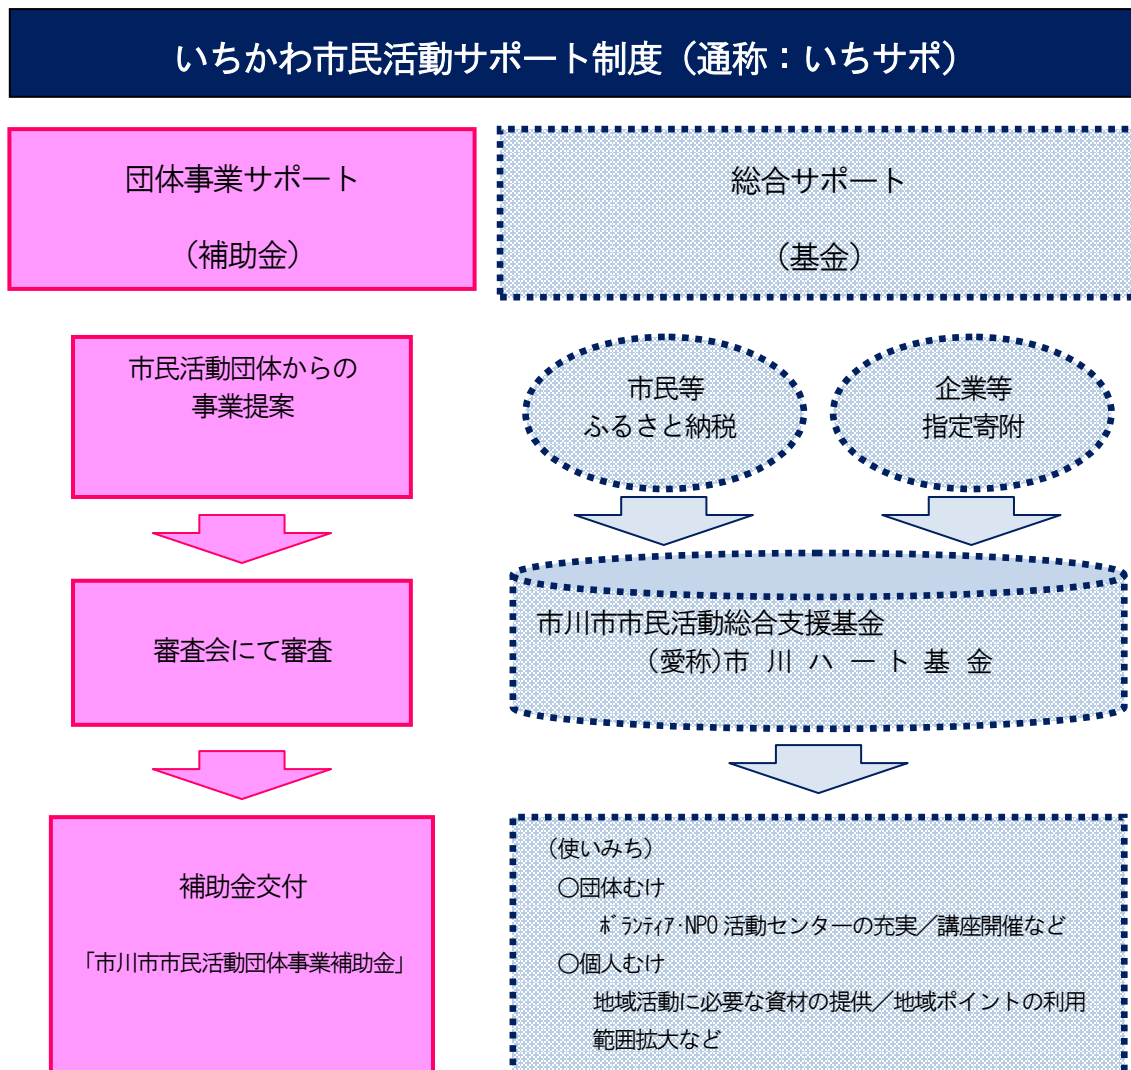 いちかわ市民活動サポート制度（通称：いちサポ）
団体事業サポート
（補助金）
市民活動団体からの
事業提案
審査会にて審査
補助金交付
「市川市市民活動団体事業補助金」
総合サポート
（基金）
市民等
ふるさと納税
企業等
指定寄附
市川市市民活動総合支援基金
（愛称）市 川 ハ ー ト 基 金
（使いみち）
○団体むけ
ﾎﾞﾗﾝﾃｨｱ･NPO 活動センターの充実／講座開催など
○個人むけ
地域活動に必要な資材の提供／地域ポイントの利用
範囲拡大など